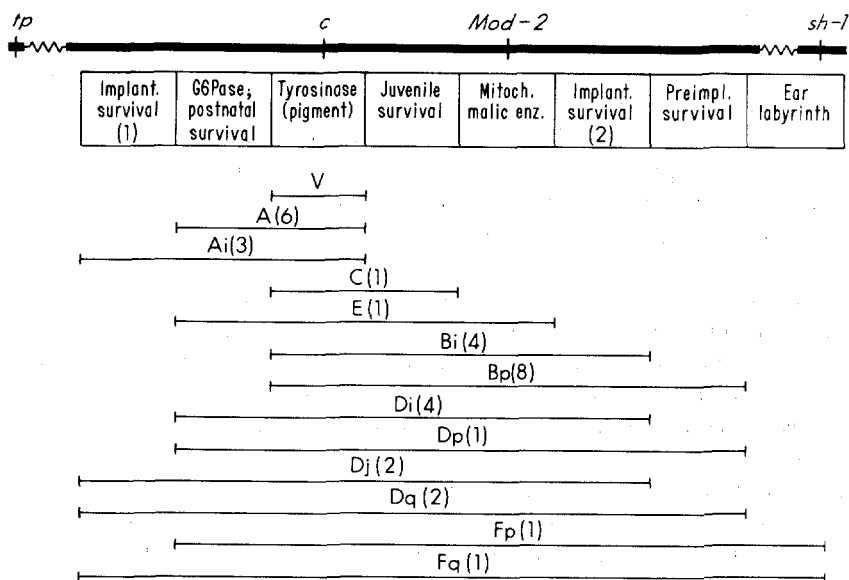 tp c Mod-2 sh-1
Implant. survival (1)
G6Pase; postnatal survival
Tyrosinase (pigment)
Juvenile survival
Mitoch. malic enz.
Implant. survival (2)
Preimpl. survival
Ear labyrinth
V
A(6)
Ai(3)
C(1)
E(1)
Bi(4)
Bp(8)
Di(4)
Dp(1)
Dj(2)
Dq(2)
Fp(1)
Fq(1)